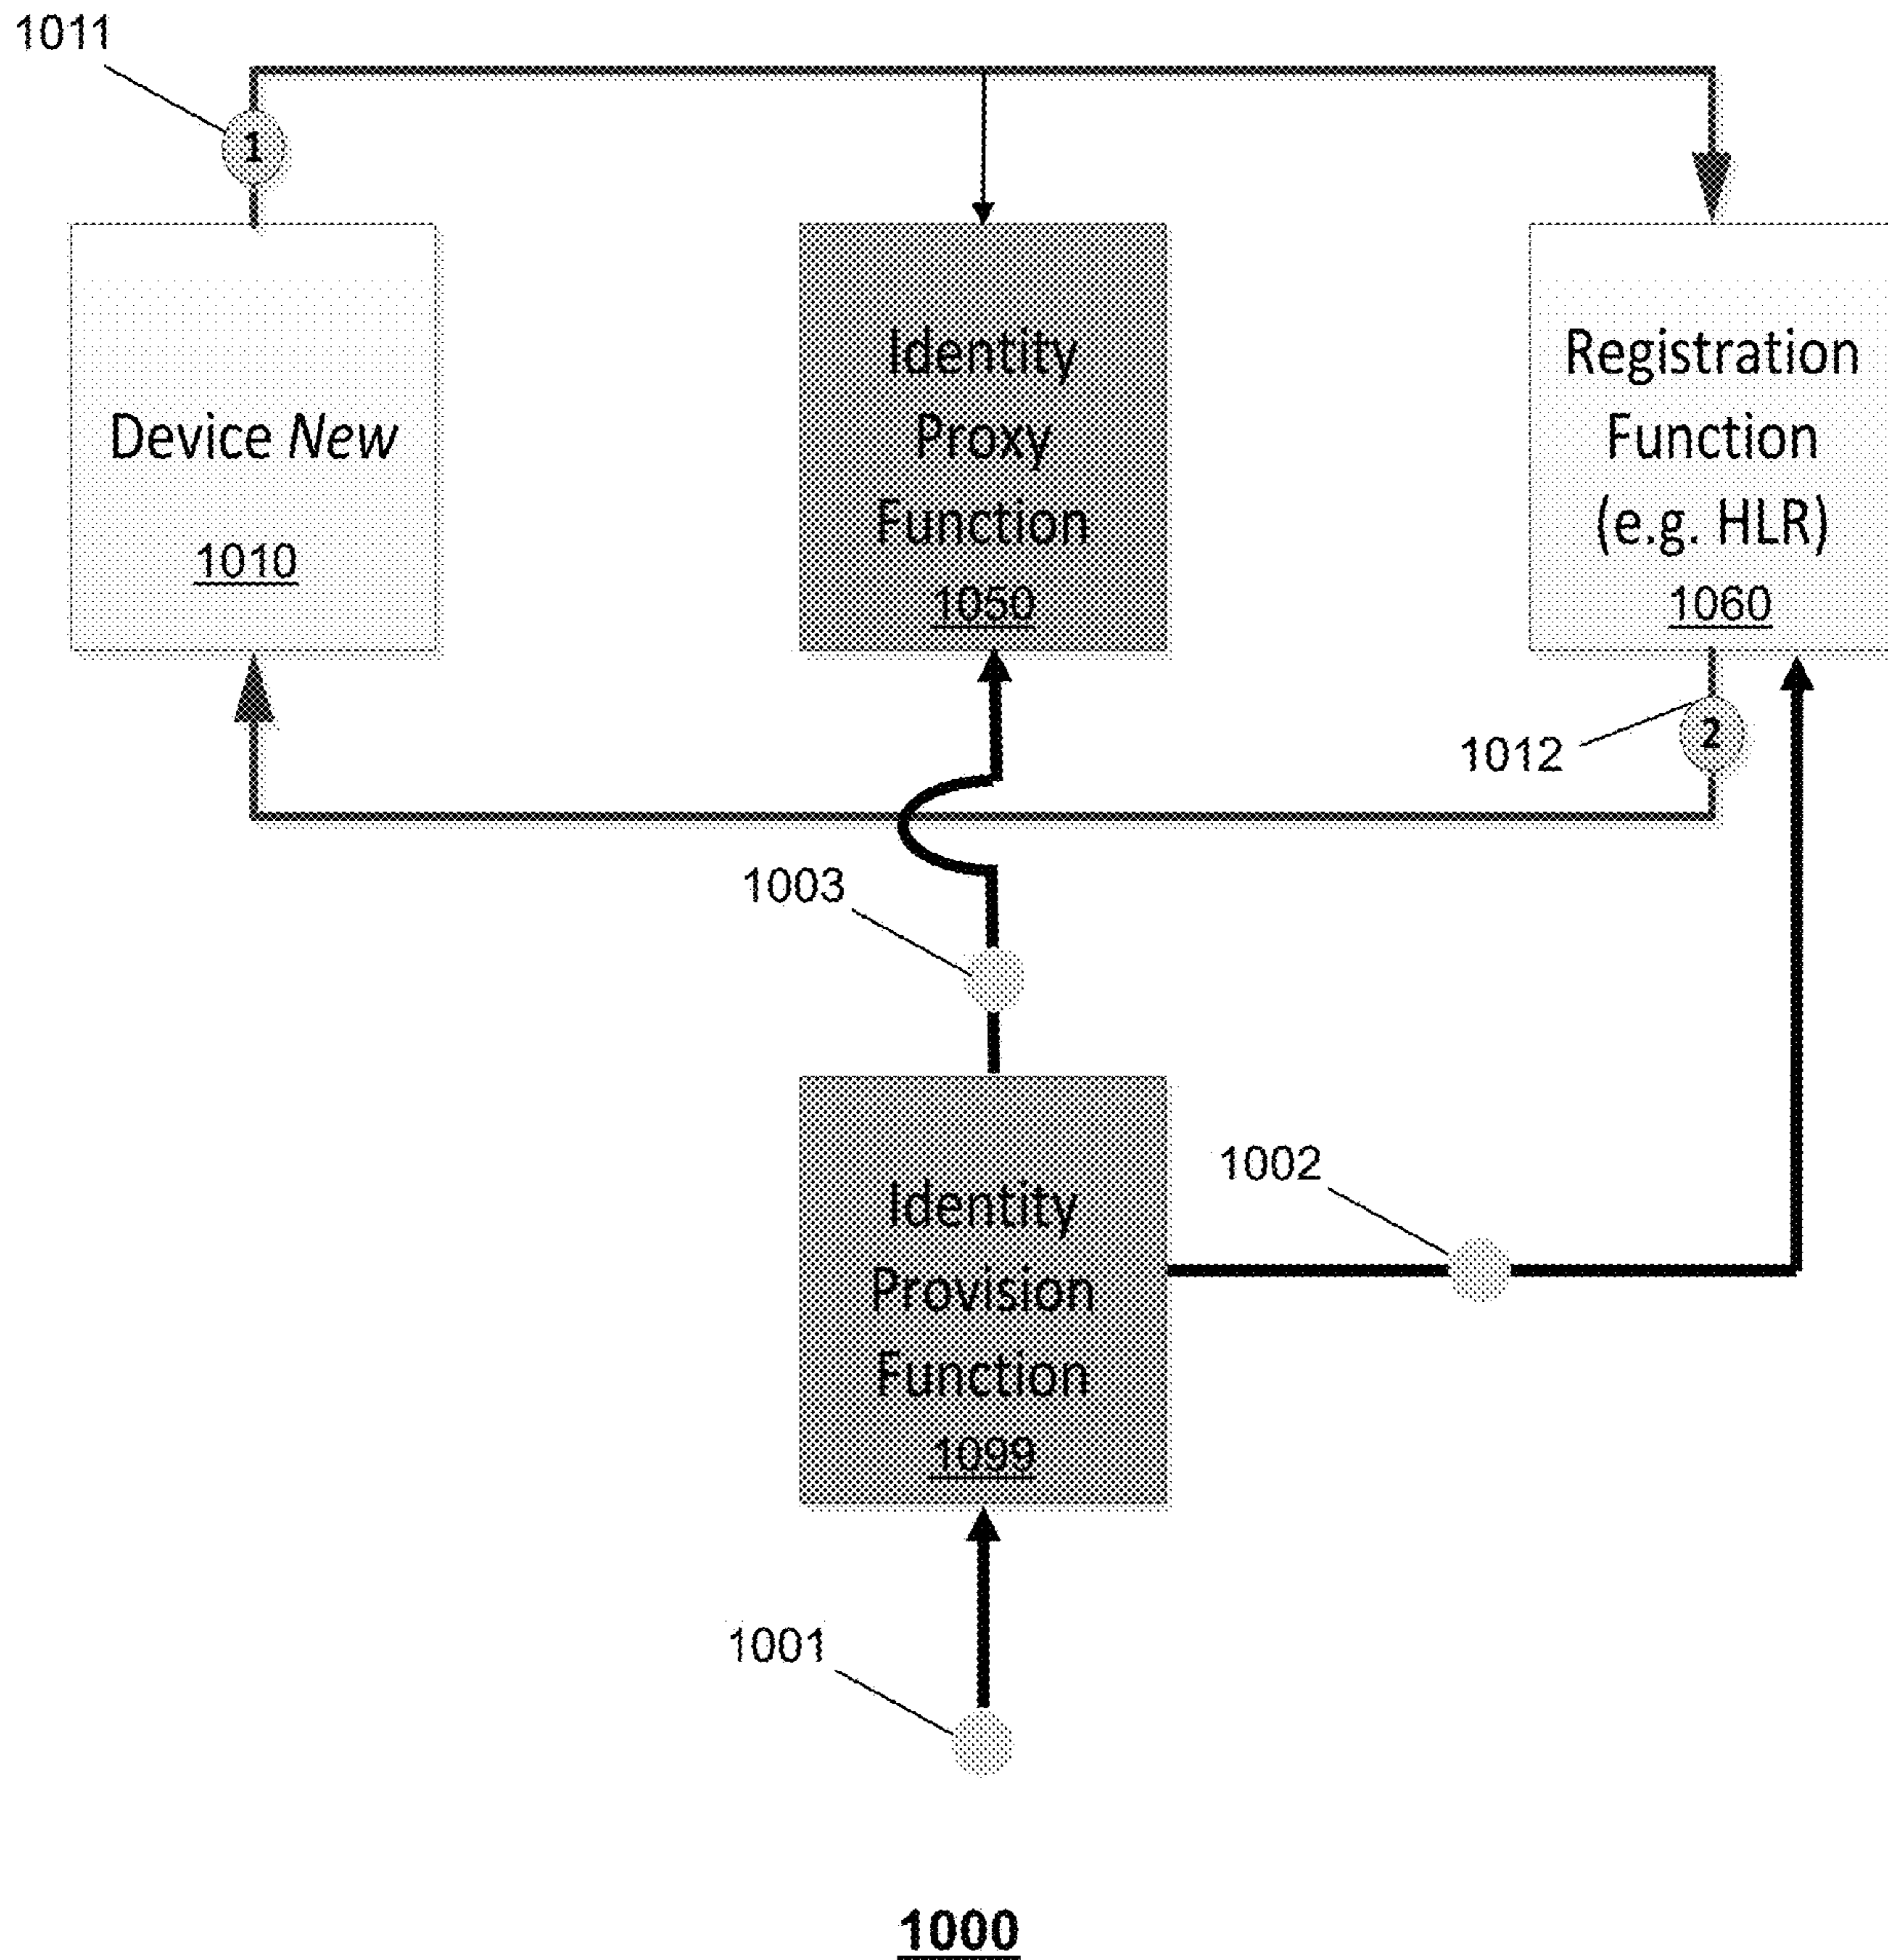 1011
1
Device New
1010
Identity
Proxy
Function
1050
Registration
Function
(e.g. HLR)
1060
1012
2
1003
1002
Identity
Provision
Function
1099
1001
1000